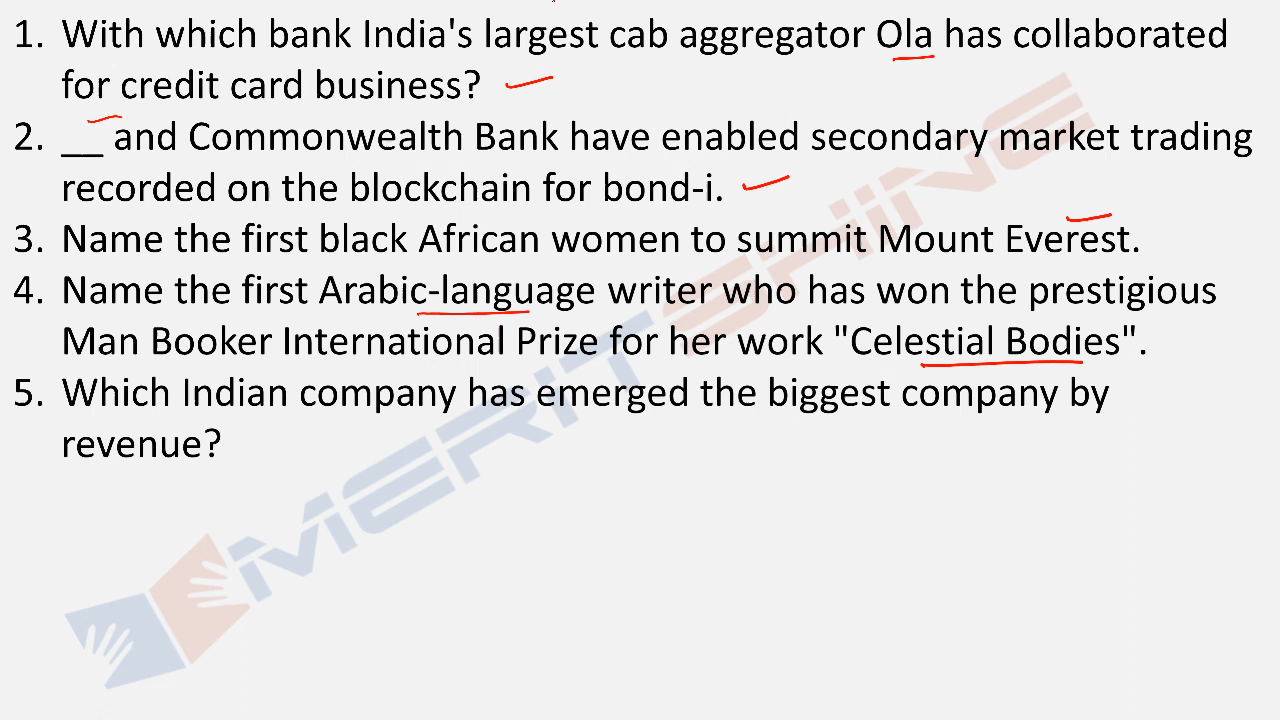 1. With which bank India's largest cab aggregator Ola has collaborated
for credit card business?
2. __ and Commonwealth Bank have enabled secondary market trading
recorded on the blockchain for bond-i.
3. Name the first black African women to summit Mount Everest.
4. Name the first Arabic-language writer who has won the prestigious
Man Booker International Prize for her work "Celestial Bodies".
5. Which Indian company has emerged the biggest company by
revenue?
MERITSHINE